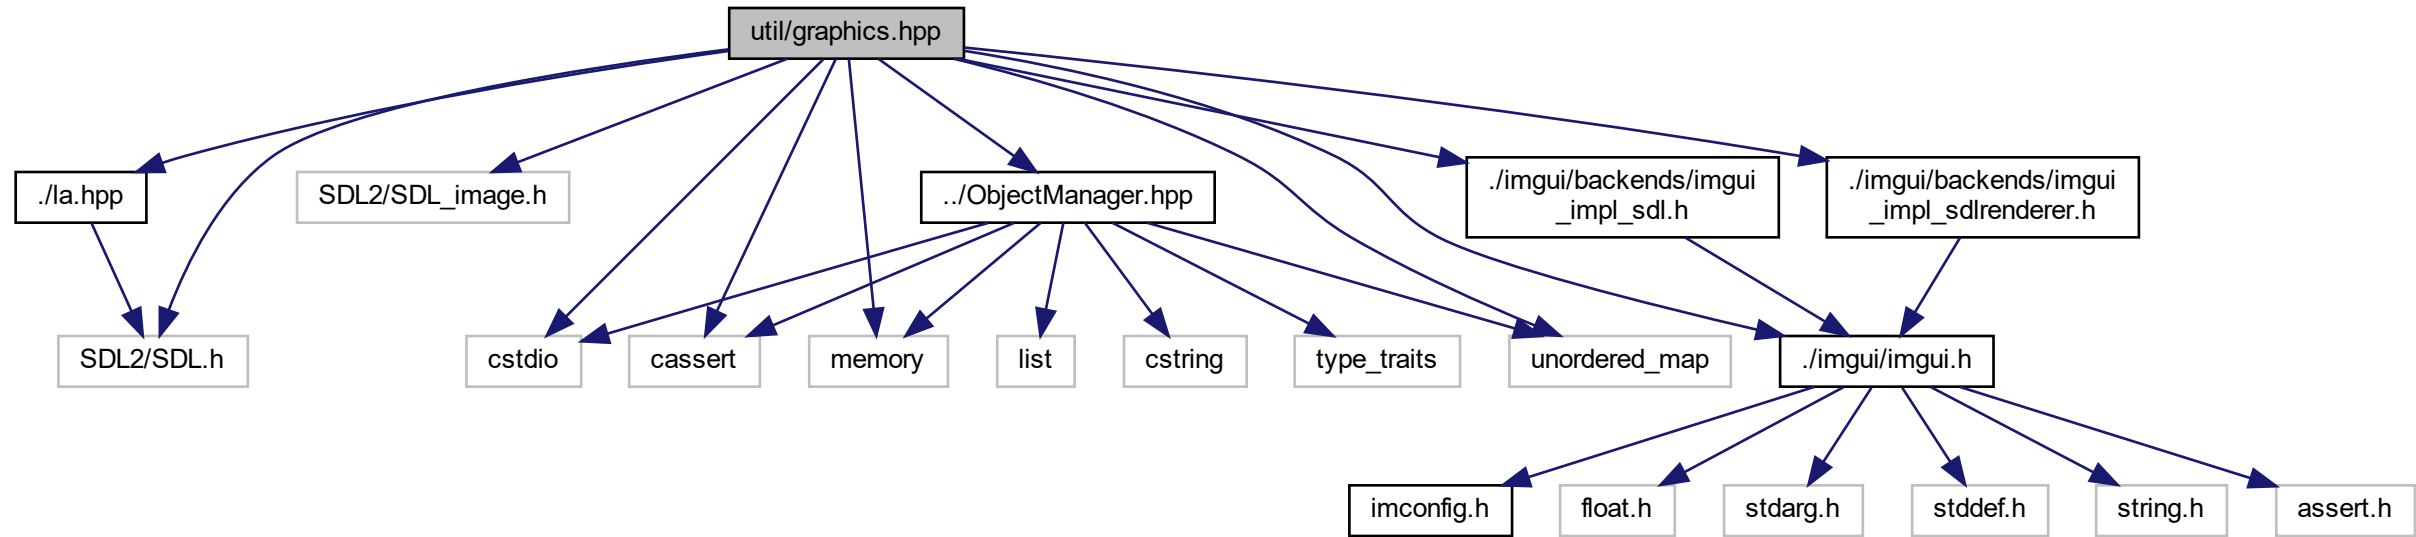 util/graphics.hpp
./la.hpp
SDL2/SDL_image.h
../ObjectManager.hpp
./imgui/backends/imgui
_impl_sdl.h
./imgui/backends/imgui
_impl_sdlrenderer.h
SDL2/SDL.h
cstdio
cassert
memory
list
cstring
type_traits
unordered_map
./imgui/imgui.h
imconfig.h
float.h
stdarg.h
stddef.h
string.h
assert.h